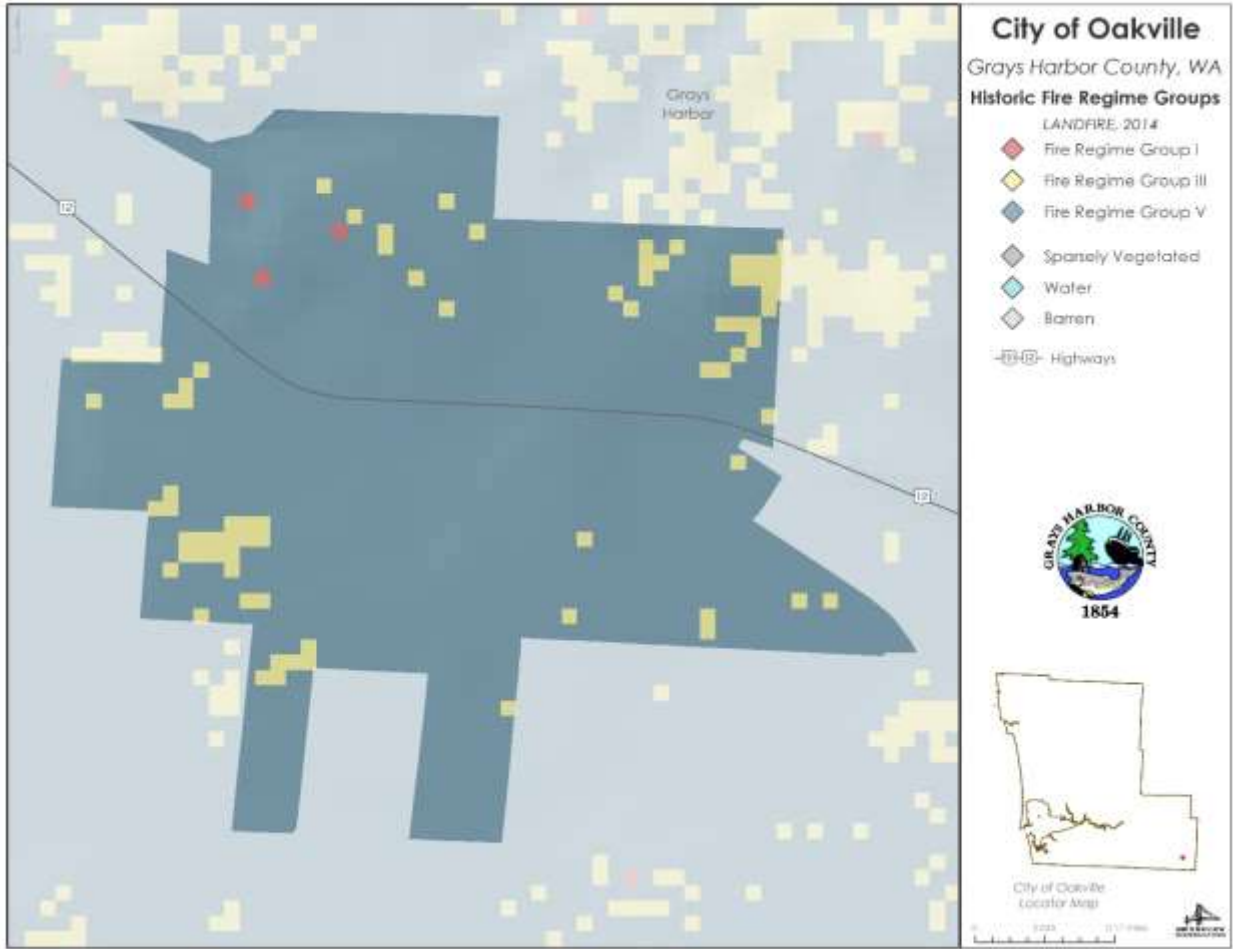 City of Oakville
Grays Harbor County, WA
Historic Fire Regime Groups
LANDFIRE, 2014
Fire Regime Group I
Fire Regime Group III
Fire Regime Group V
Sparsely Vegetated
Water
Barren
Highways
Grays
Harbor
12
12
GRAYS HARBOR COUNTY
1854
City of Oakville
Locator Map
0